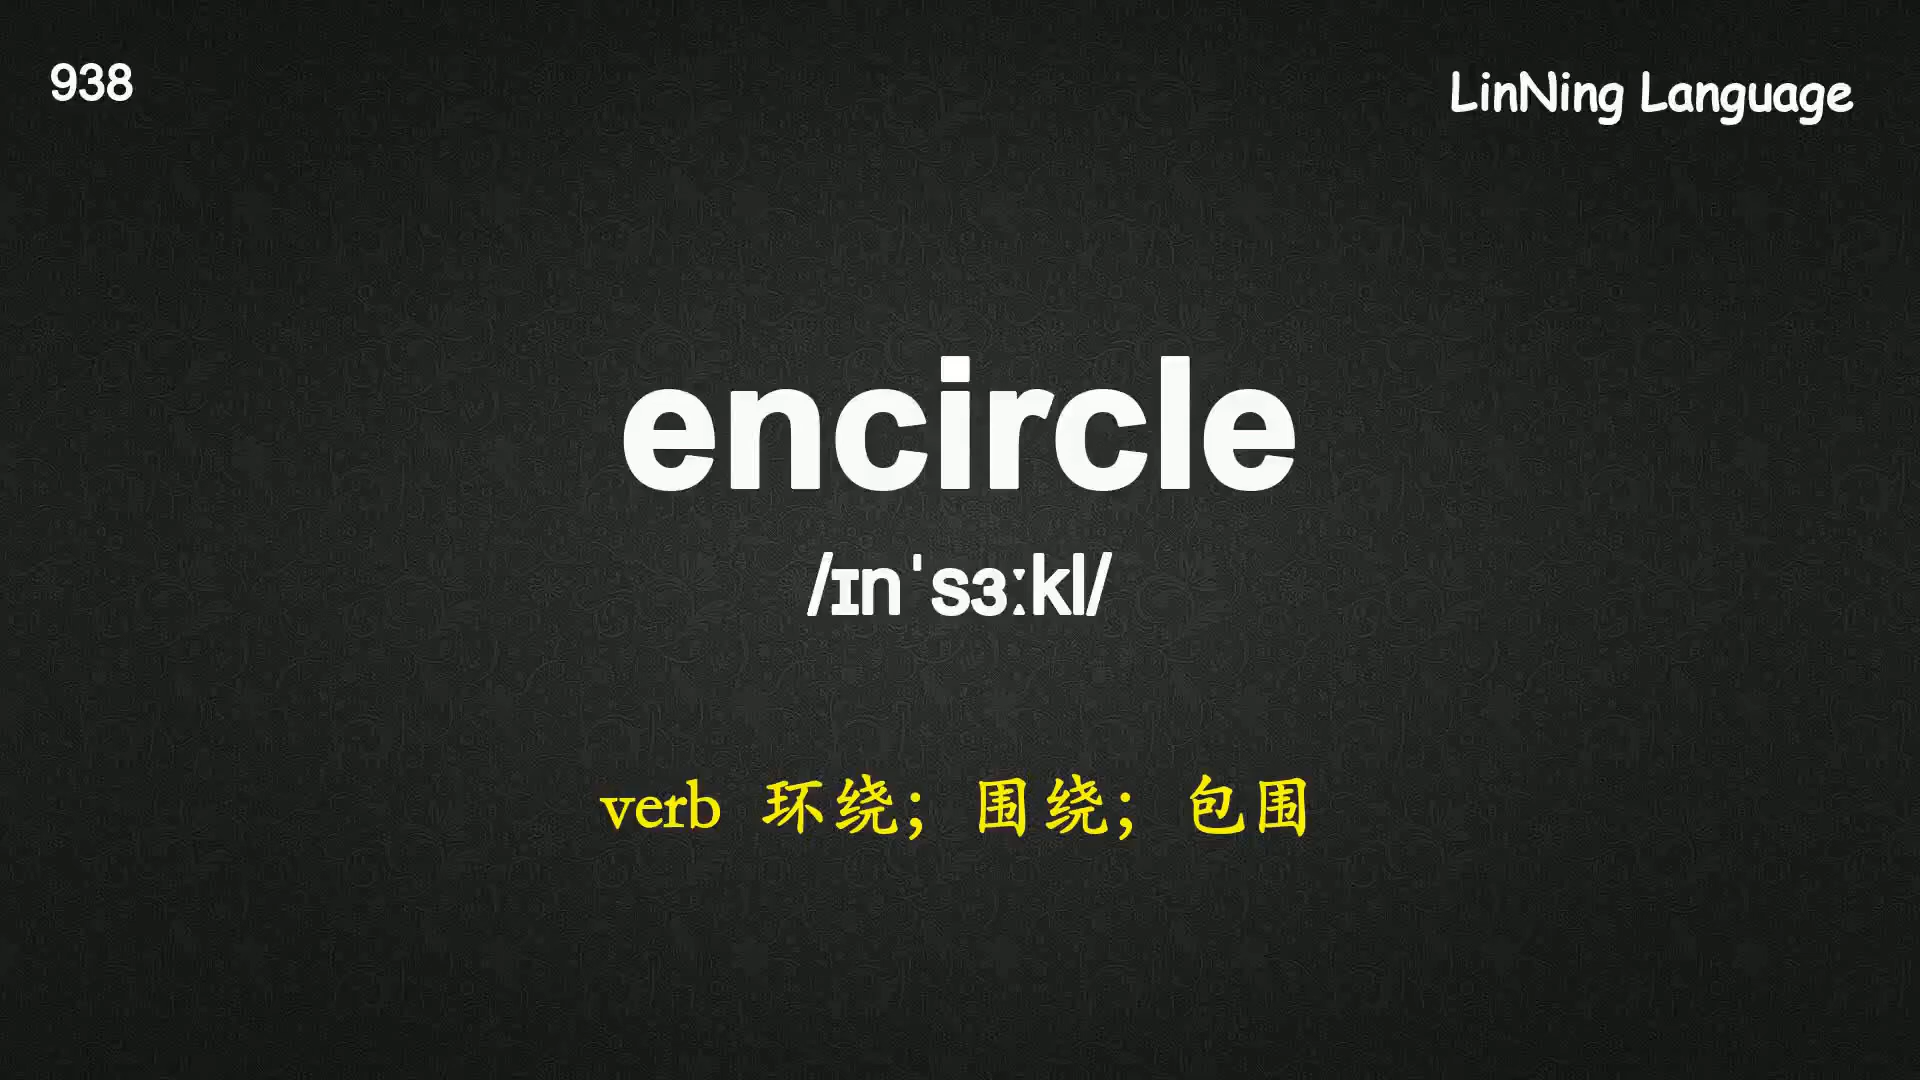 938
LinNing Language
encircle
/ɪnˈsɜːkl/
verb 环绕；围绕；包围